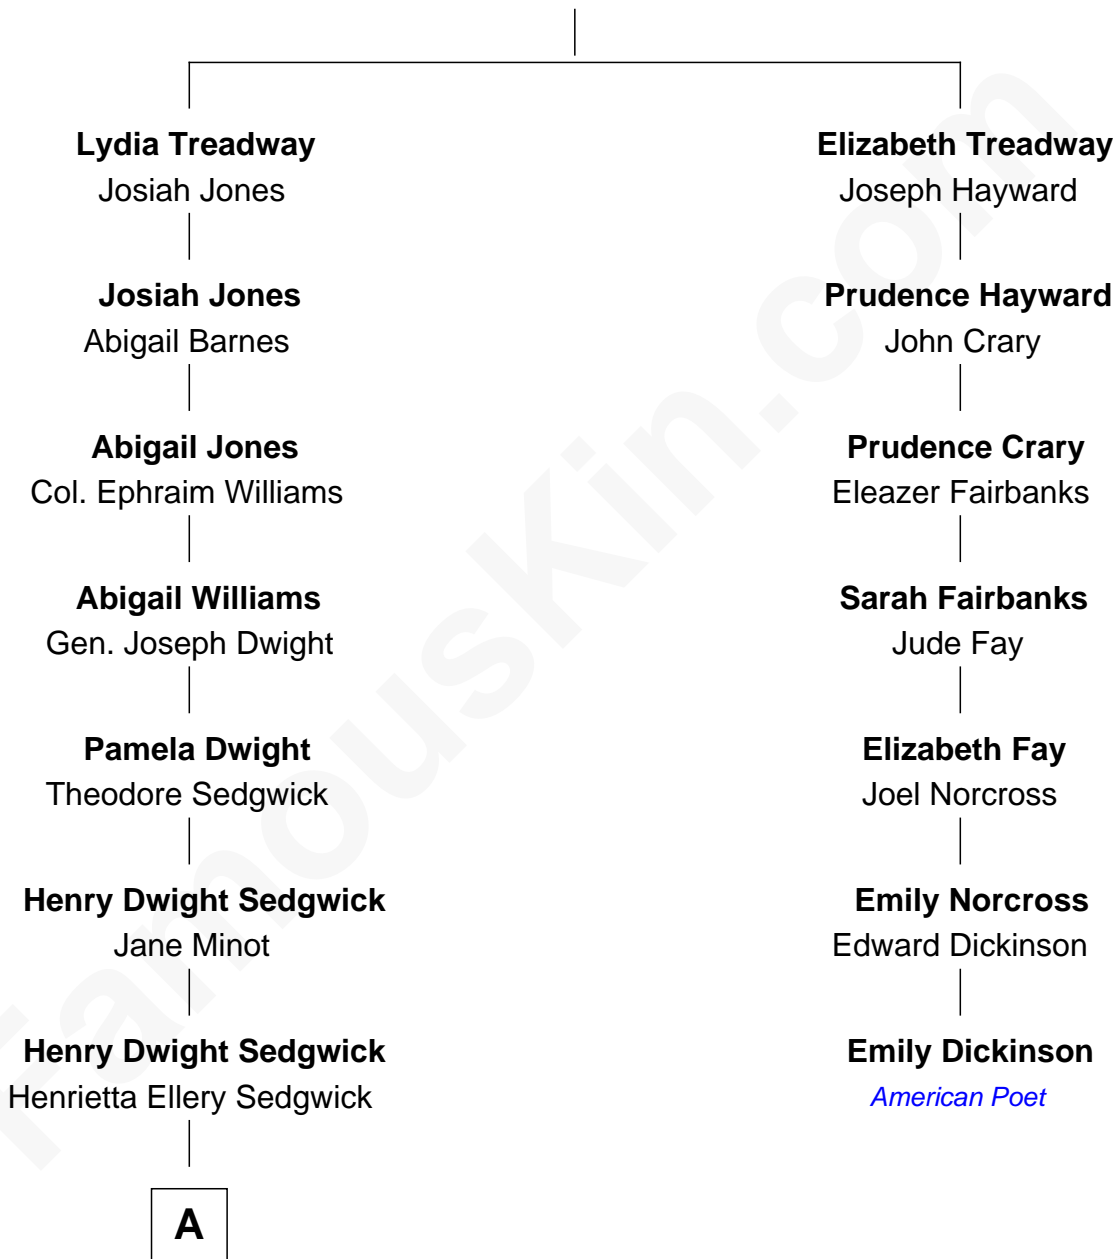 Lydia Treadway
Josiah Jones
Josiah Jones
Abigail Barnes
Abigail Jones
Col. Ephraim Williams
Abigail Williams
Gen. Joseph Dwight
Pamela Dwight
Theodore Sedgwick
Henry Dwight Sedgwick
Jane Minot
Henry Dwight Sedgwick
Henrietta Ellery Sedgwick
A
Elizabeth Treadway
Joseph Hayward
Prudence Hayward
John Crary
Prudence Crary
Eleazer Fairbanks
Sarah Fairbanks
Jude Fay
Elizabeth Fay
Joel Norcross
Emily Norcross
Edward Dickinson
Emily Dickinson
American Poet
FamousKin.com